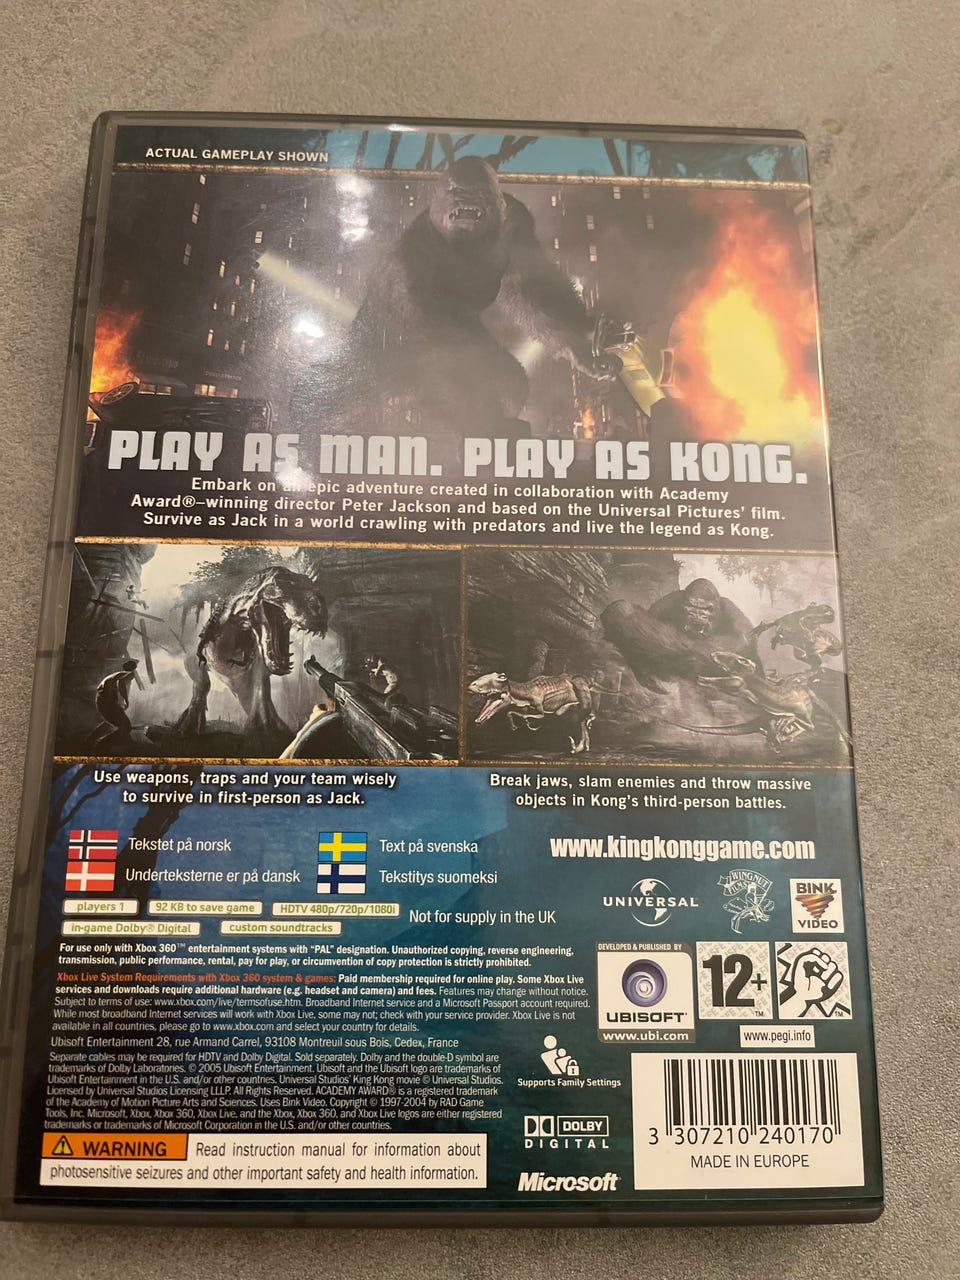 ACTUAL GAMEPLAY SHOWN
PLAY AS MAN. PLAY AS KONG.
Embark on an epic adventure created in collaboration with Academy
Award®–winning director Peter Jackson and based on the Universal Pictures' film.
Survive as Jack in a world crawling with predators and live the legend as Kong.
Use weapons, traps and your team wisely
to survive in first-person as Jack.
Break jaws, slam enemies and throw massive
objects in Kong's third-person battles.
Tekstet på norsk
Text på svenska
Underteksterne er på dansk
Tekstitys suomeksi
www.kingkonggame.com
players 1
92 KB to save game
HDTV 480p/720p/1080i
in-game Dolby® Digital
custom soundtracks
Not for supply in the UK
UNIVERSAL
WINGNUT
FILMS
BINK
VIDEO
For use only with Xbox 360™ entertainment systems with "PAL" designation. Unauthorized copying, reverse engineering,
transmission, public performance, rental, pay for play, or circumvention of copy protection is strictly prohibited.
Xbox Live System Requirements with Xbox 360 system & games: Paid membership required for online play. Some Xbox Live
services and downloads require additional hardware (e.g. headset and camera) and fees. Features may change without notice.
Subject to terms of use: www.xbox.com/live/termsofuse.htm. Broadband Internet service and a Microsoft Passport account required.
While most broadband Internet services will work with Xbox Live, some may not; check with your service provider. Xbox Live is not
available in all countries, please go to www.xbox.com and select your country for details.
Ubisoft Entertainment 28, rue Armand Carrel, 93108 Montreuil sous Bois, Cedex, France
Separate cables may be required for HDTV and Dolby Digital. Sold separately. Dolby and the double-D symbol are
trademarks of Dolby Laboratories. © 2005 Ubisoft Entertainment. Ubisoft and the Ubisoft logo are trademarks of
Ubisoft Entertainment in the U.S. and/or other countries. Universal Studios' King Kong movie © Universal Studios.
Licensed by Universal Studios Licensing LLLP. All Rights Reserved. ACADEMY AWARD® is a registered trademark
of the Academy of Motion Picture Arts and Sciences. Uses Bink Video. Copyright © 1997-2004 by RAD Game
Tools, Inc. Microsoft, Xbox, Xbox 360, Xbox Live, and the Xbox, Xbox 360, and Xbox Live logos are either registered
trademarks or trademarks of Microsoft Corporation in the U.S. and/or other countries.
DEVELOPED & PUBLISHED BY
UBISOFT™
www.ubi.com
12+
TM
TM
www.pegi.info
Supports Family Settings
DOLBY
DIGITAL
Microsoft®
3 307210 240170
MADE IN EUROPE
WARNING Read instruction manual for information about
photosensitive seizures and other important safety and health information.